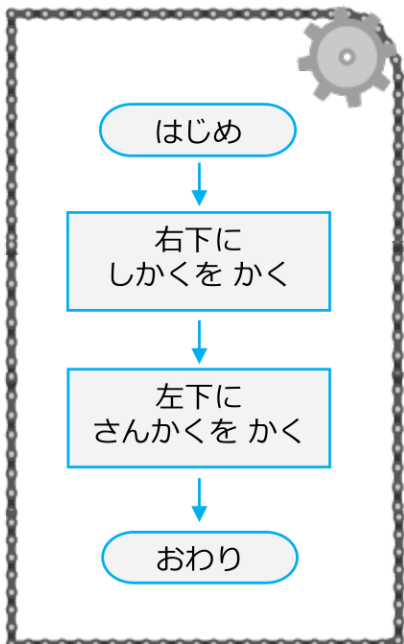 はじめ
右下に
しかくを かく
左下に
さんかくを かく
おわり